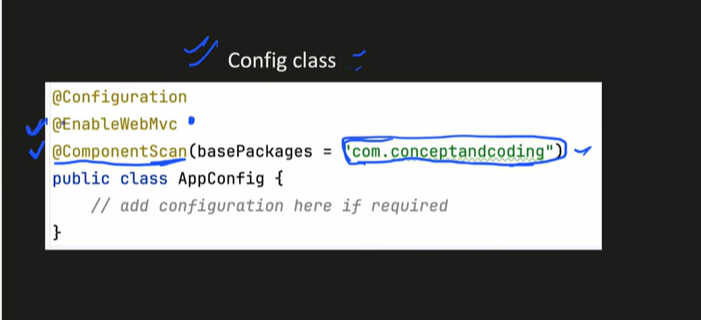 Config class
@Configuration
@EnableWebMvc
@ComponentScan(basePackages = "com.conceptandcoding")
public class AppConfig {
// add configuration here if required
}